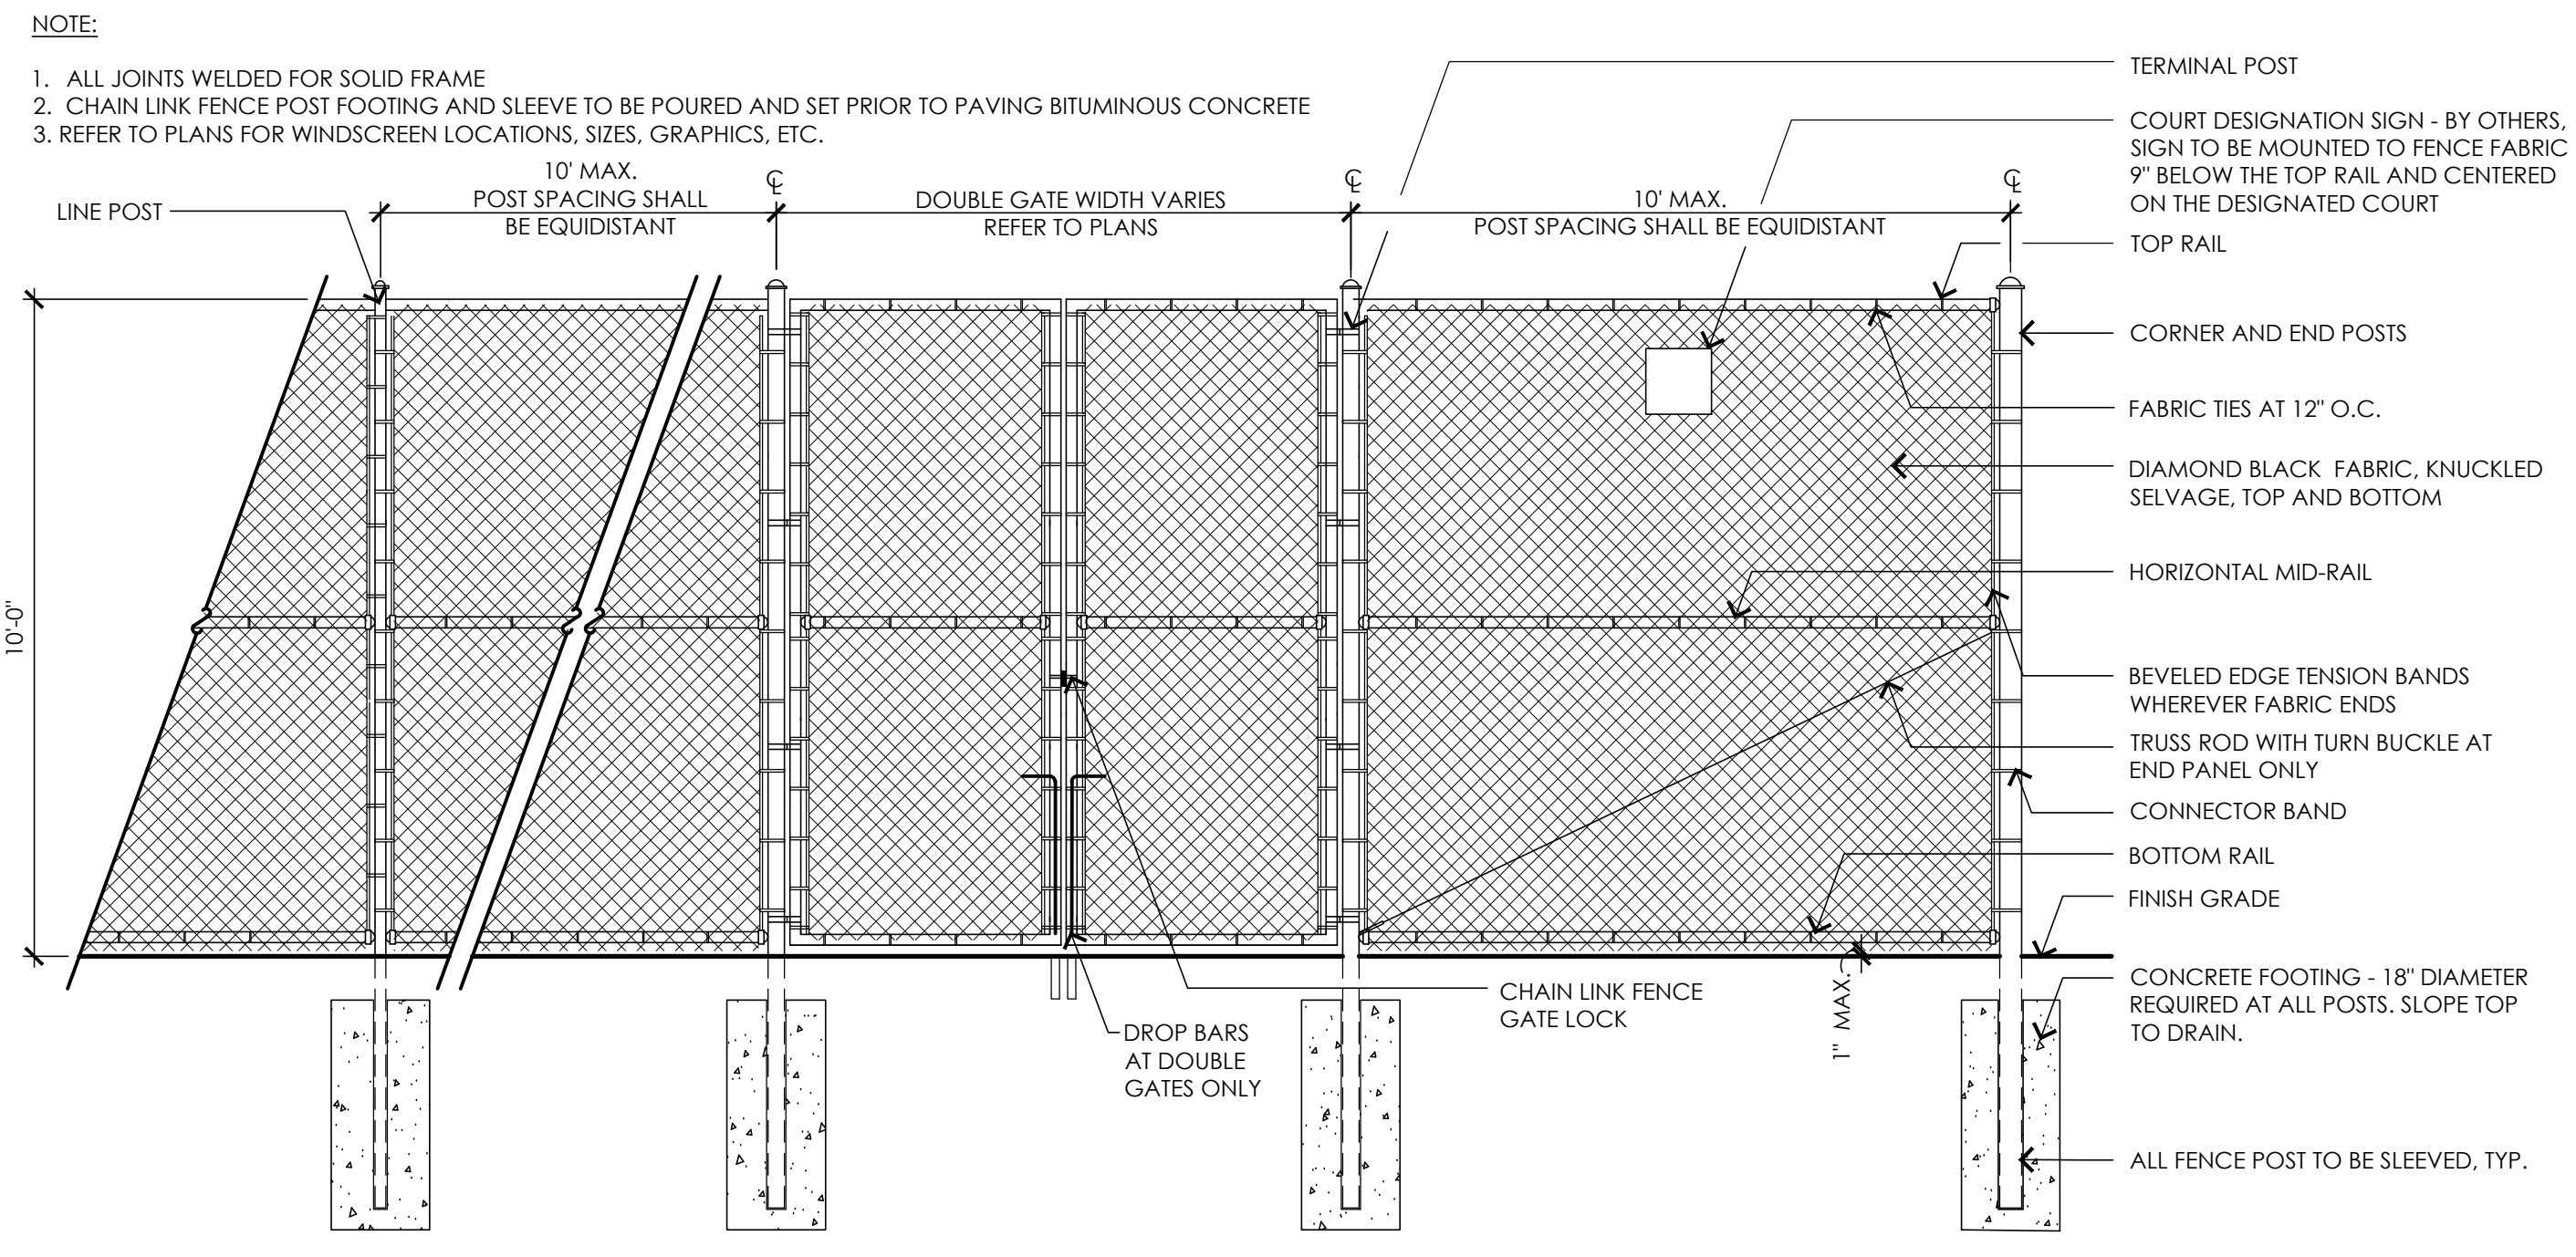 NOTE:
1. ALL JOINTS WELDED FOR SOLID FRAME
2. CHAIN LINK FENCE POST FOOTING AND SLEEVE TO BE POURED AND SET PRIOR TO PAVING BITUMINOUS CONCRETE
3. REFER TO PLANS FOR WINDSCREEN LOCATIONS, SIZES, GRAPHICS, ETC.
LINE POST
10' MAX.
POST SPACING SHALL
BE EQUIDISTANT
℄
DOUBLE GATE WIDTH VARIES
REFER TO PLANS
℄
10' MAX.
POST SPACING SHALL BE EQUIDISTANT
℄
10'-0"
TERMINAL POST
COURT DESIGNATION SIGN - BY OTHERS,
SIGN TO BE MOUNTED TO FENCE FABRIC
9" BELOW THE TOP RAIL AND CENTERED
ON THE DESIGNATED COURT
TOP RAIL
CORNER AND END POSTS
FABRIC TIES AT 12" O.C.
DIAMOND BLACK FABRIC, KNUCKLED
SELVAGE, TOP AND BOTTOM
HORIZONTAL MID-RAIL
BEVELED EDGE TENSION BANDS
WHEREVER FABRIC ENDS
TRUSS ROD WITH TURN BUCKLE AT
END PANEL ONLY
CONNECTOR BAND
BOTTOM RAIL
FINISH GRADE
CONCRETE FOOTING - 18" DIAMETER
REQUIRED AT ALL POSTS. SLOPE TOP
TO DRAIN.
ALL FENCE POST TO BE SLEEVED, TYP.
1" MAX.
CHAIN LINK FENCE
GATE LOCK
DROP BARS
AT DOUBLE
GATES ONLY